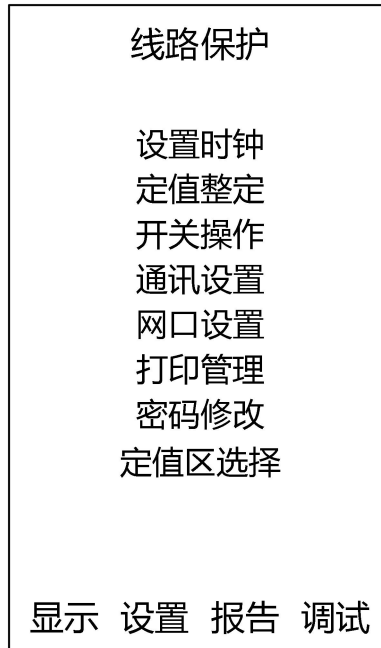 线路保护
设置时钟
定值整定
开关操作
通讯设置
网口设置
打印管理
密码修改
定值区选择
显示 设置 报告 调试